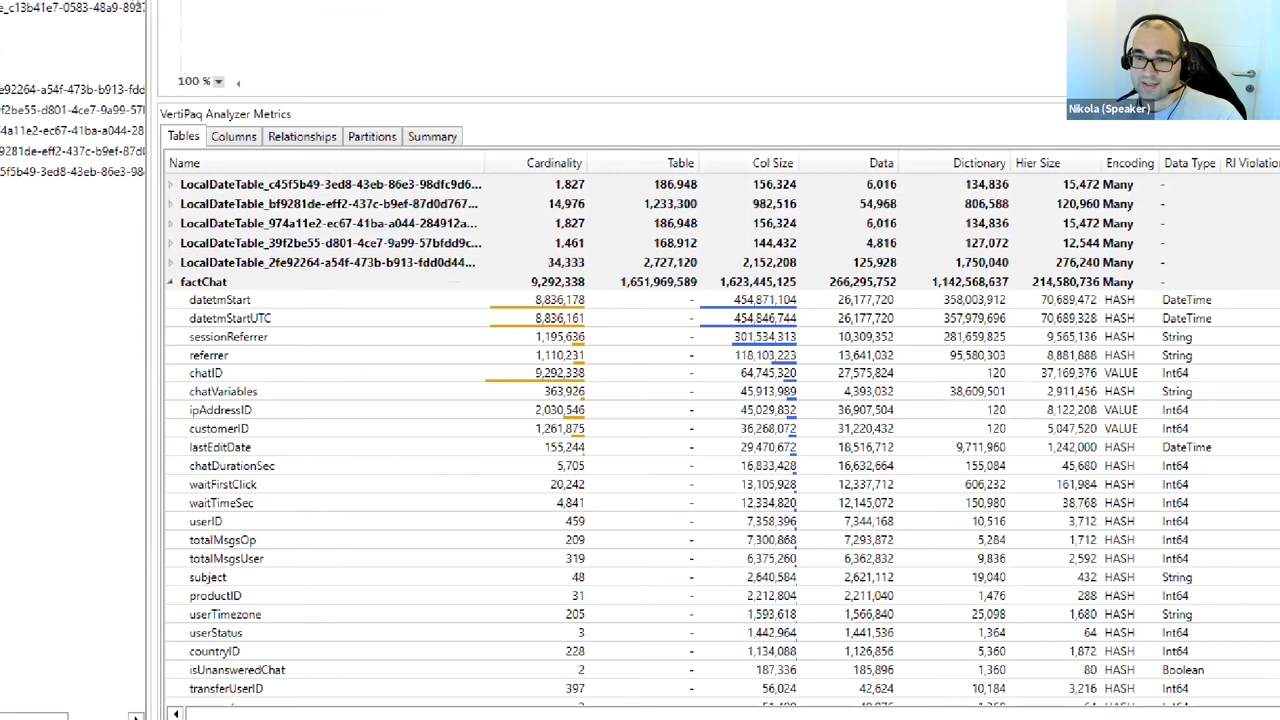 e_c13b41e7-0583-48a9-8927
fe92264-a54f-473b-b913-fdd
9f2be55-d801-4ce7-9a99-57
74a11e2-ec67-41ba-a044-28
9281de-eff2-437c-b9ef-87d0
5f5b49-3ed8-43eb-86e3-98
100 %
Nikola (Speaker)
VertiPaq Analyzer Metrics
Tables Columns Relationships Partitions Summary
Name Cardinality Table Col Size Data Dictionary Hier Size Encoding Data Type RI Violatio
LocalDateTable_c45f5b49-3ed8-43eb-86e3-98dfc9d6... 1,827 186,948 156,324 6,016 134,836 15,472 Many -
LocalDateTable_bf9281de-eff2-437c-b9ef-87d0d767... 14,976 1,233,300 982,516 54,968 806,588 120,960 Many -
LocalDateTable_974a11e2-ec67-41ba-a044-284912a... 1,827 186,948 156,324 6,016 134,836 15,472 Many -
LocalDateTable_39f2be55-d801-4ce7-9a99-57bfdd9c... 1,461 168,912 144,432 4,816 127,072 12,544 Many -
LocalDateTable_2fe92264-a54f-473b-b913-fdd0d44... 34,333 2,727,120 2,152,208 125,928 1,750,040 276,240 Many -
factChat 9,292,338 1,651,969,589 1,623,445,125 266,295,752 1,142,568,637 214,580,736 Many -
datetmStart 8,836,178 - 454,871,104 26,177,720 358,003,912 70,689,472 HASH DateTime
datetmStartUTC 8,836,161 - 454,846,744 26,177,720 357,979,696 70,689,328 HASH DateTime
sessionReferrer 1,195,636 - 301,534,313 10,309,352 281,659,825 9,565,136 HASH String
referrer 1,110,231 - 118,103,223 13,641,032 95,580,303 8,881,888 HASH String
chatID 9,292,338 - 64,745,320 27,575,824 120 37,169,376 VALUE Int64
chatVariables 363,926 - 45,913,989 4,393,032 38,609,501 2,911,456 HASH String
ipAddressID 2,030,546 - 45,029,832 36,907,504 120 8,122,208 VALUE Int64
customerID 1,261,875 - 36,268,072 31,220,432 120 5,047,520 VALUE Int64
lastEditDate 155,244 - 29,470,672 18,516,712 9,711,960 1,242,000 HASH DateTime
chatDurationSec 5,705 - 16,833,428 16,632,664 155,084 45,680 HASH Int64
waitFirstClick 20,242 - 13,105,928 12,337,712 606,232 161,984 HASH Int64
waitTimeSec 4,841 - 12,334,820 12,145,072 150,980 38,768 HASH Int64
userID 459 - 7,358,396 7,344,168 10,516 3,712 HASH Int64
totalMsgsOp 209 - 7,300,868 7,293,872 5,284 1,712 HASH Int64
totalMsgsUser 319 - 6,375,260 6,362,832 9,836 2,592 HASH Int64
subject 48 - 2,640,584 2,621,112 19,040 432 HASH String
productID 31 - 2,212,804 2,211,040 1,476 288 HASH Int64
userTimezone 205 - 1,593,618 1,566,840 25,098 1,680 HASH String
userStatus 3 - 1,442,964 1,441,536 1,364 64 HASH Int64
countryID 228 - 1,134,088 1,126,856 5,360 1,872 HASH Int64
isUnansweredChat 2 - 187,336 185,896 1,360 80 HASH Boolean
transferUserID 397 - 56,024 42,624 10,184 3,216 HASH Int64